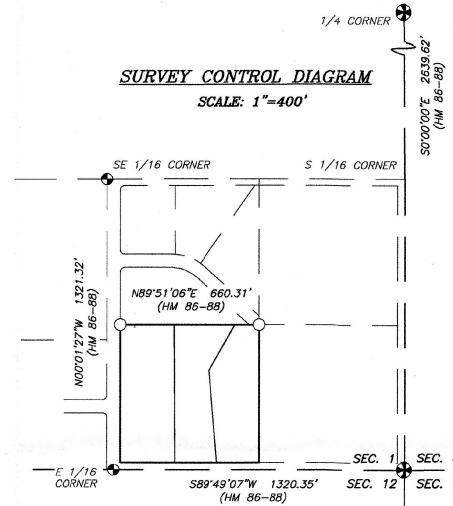 1/4 CORNER
SURVEY CONTROL DIAGRAM
SCALE: 1"=400'
S0°00'00"E 2639.62'
(HM 86-88)
SE 1/16 CORNER
S 1/16 CORNER
N89°51'06"E 660.31'
(HM 86-88)
N00°01'27"W 1321.32'
(HM 86-88)
SEC. 1
SEC.
E 1/16
CORNER
S89°49'07"W 1320.35'
(HM 86-88)
SEC. 12
SEC.